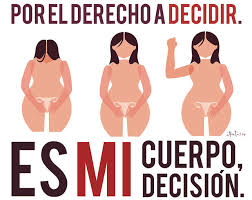 POR EL DERECHO A DECIDIR.
ES MI CUERPO,
DECISIÓN.